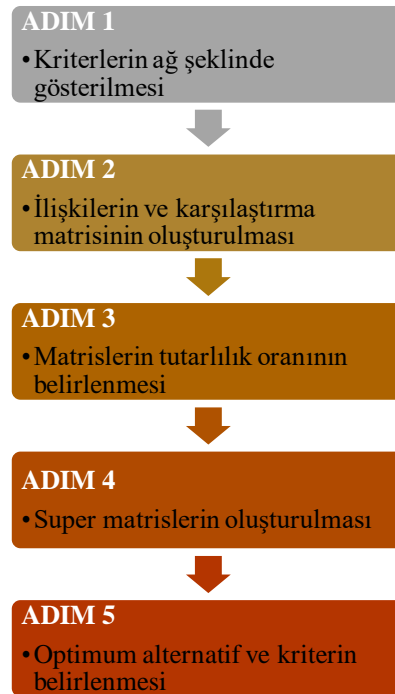 ADIM 1
•Kriterlerin ağ şeklinde
gösterilmesi
ADIM 2
•İlişkilerin ve karşılaştırma
matrisinin oluşturulması
ADIM 3
•Matrislerin tutarlılık oranının
belirlenmesi
ADIM 4
•Super matrislerin oluşturulması
ADIM 5
•Optimum alternatif ve kriterin
belirlenmesi